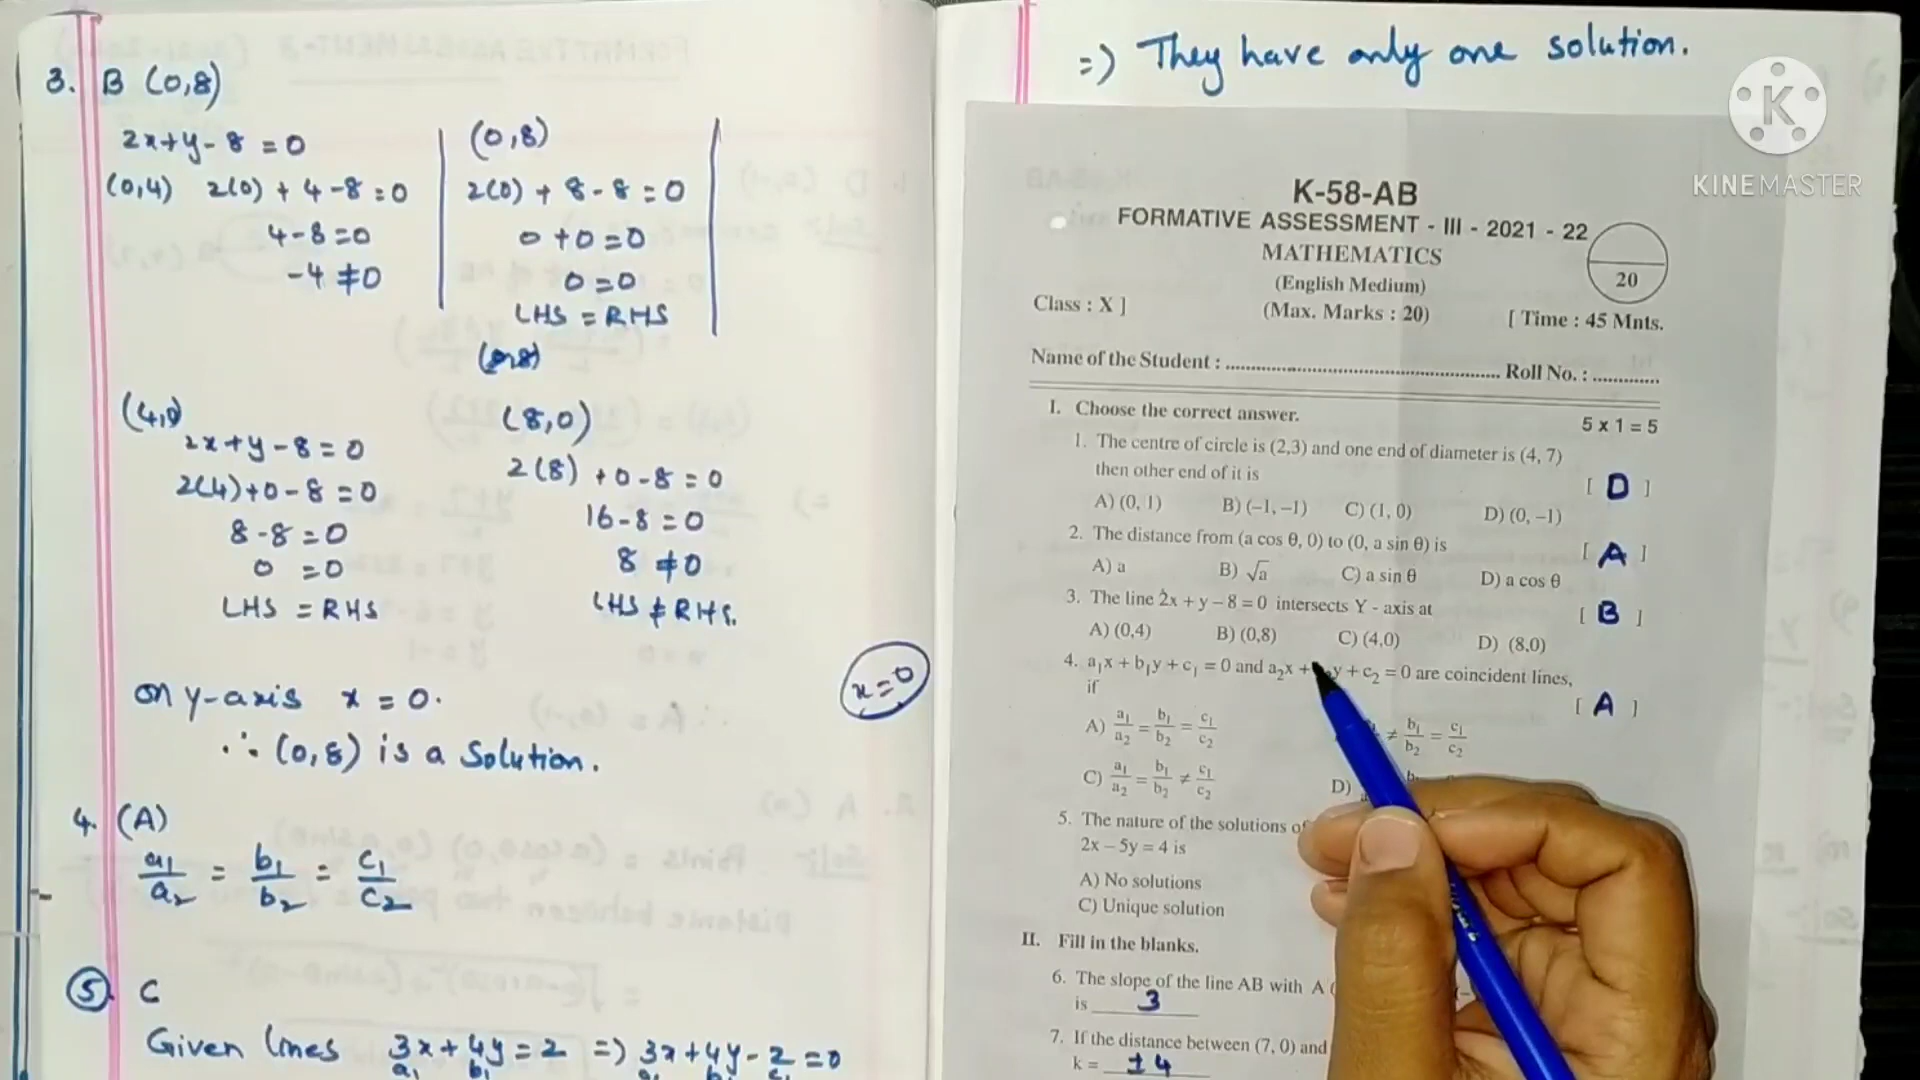 3. B (0,8)
2x+y-8=0
(0,4) 2(0) + 4-8=0
4-8=0
-4 ≠0
(0,8)
2(0) + 8-8=0
0+0=0
0=0
LHS = RHS
(4,0)
2x+y-8=0
2(4)+0-8=0
8-8=0
0=0
LHS = RHS
(8,0)
2(8) +0-8=0
16-8=0
8 ≠0
LHS ≠ RHS.
x=0
on y-axis x = 0.
∴ (0,8) is a Solution.
4. (A)
a1/a2 = b1/b2 = c1/c2
5. C
Given lines 3x+4y=2 =) 3x+4y-2=0
a1 b1 a1 b1 c1
=) They have only one solution.
K
KINEMASTER
K-58-AB
FORMATIVE ASSESSMENT - III - 2021 - 22
MATHEMATICS
20
(English Medium)
Class : X ] (Max. Marks : 20) [ Time : 45 Mnts.
Name of the Student : .......................................................... Roll No. : .............
I. Choose the correct answer. 5 x 1 = 5
1. The centre of circle is (2,3) and one end of diameter is (4, 7)
then other end of it is [ D ]
A) (0, 1) B) (–1, –1) C) (1, 0) D) (0, –1)
2. The distance from (a cos θ, 0) to (0, a sin θ) is [ A ]
A) a B) √a C) a sin θ D) a cos θ
3. The line 2x + y – 8 = 0 intersects Y - axis at [ B ]
A) (0,4) B) (0,8) C) (4,0) D) (8,0)
4. a₁x + b₁y + c₁ = 0 and a₂x + y + c₂ = 0 are coincident lines,
if [ A ]
A) a₁/a₂ = b₁/b₂ = c₁/c₂ ≠ b₁/b₂ = c₁/c₂
C) a₁/a₂ = b₁/b₂ ≠ c₁/c₂ D)
5. The nature of the solutions of
2x – 5y = 4 is
A) No solutions
C) Unique solution
II. Fill in the blanks.
6. The slope of the line AB with A (
is 3
7. If the distance between (7, 0) and
k = ±4